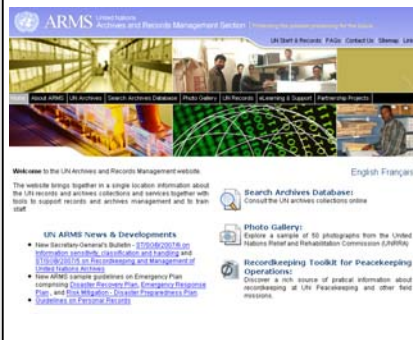 ARMS United Nations
Archives and Records Management Section
UN Staff & Records FAQs Contact Us Sitemap Links
Home About ARMS UN Archives Search Archives Database Photo Gallery UN Records eLearning & Support Partnership Projects
Welcome to the UN Archives and Records Management website.
English Français
The website brings together in a single location information about
the UN records and archives collections and services together with
tools to support records and archives management and to train
staff.
UN ARMS News & Developments
New Secretary-General's Bulletin - ST/SGB/2007/6 on
Information sensitivity, classification and handling and
ST/SGB/2007/5 on Recordkeeping and Management of
United Nations Archives
New ARMS sample guidelines on Emergency Plan
comprising Disaster Recovery Plan, Emergency Response
Plan, and Risk Mitigation - Disaster Preparedness Plan
Guidelines on Personal Records
Search Archives Database:
Consult the UN archives collections online
Photo Gallery:
Explore a sample of 50 photographs from the United
Nations Relief and Rehabilitation Commission (UNRRA)
Recordkeeping Toolkit for Peacekeeping
Operations:
Discover a rich source of pratical information about
recordkeeping at UN Peacekeeping and other field
missions.